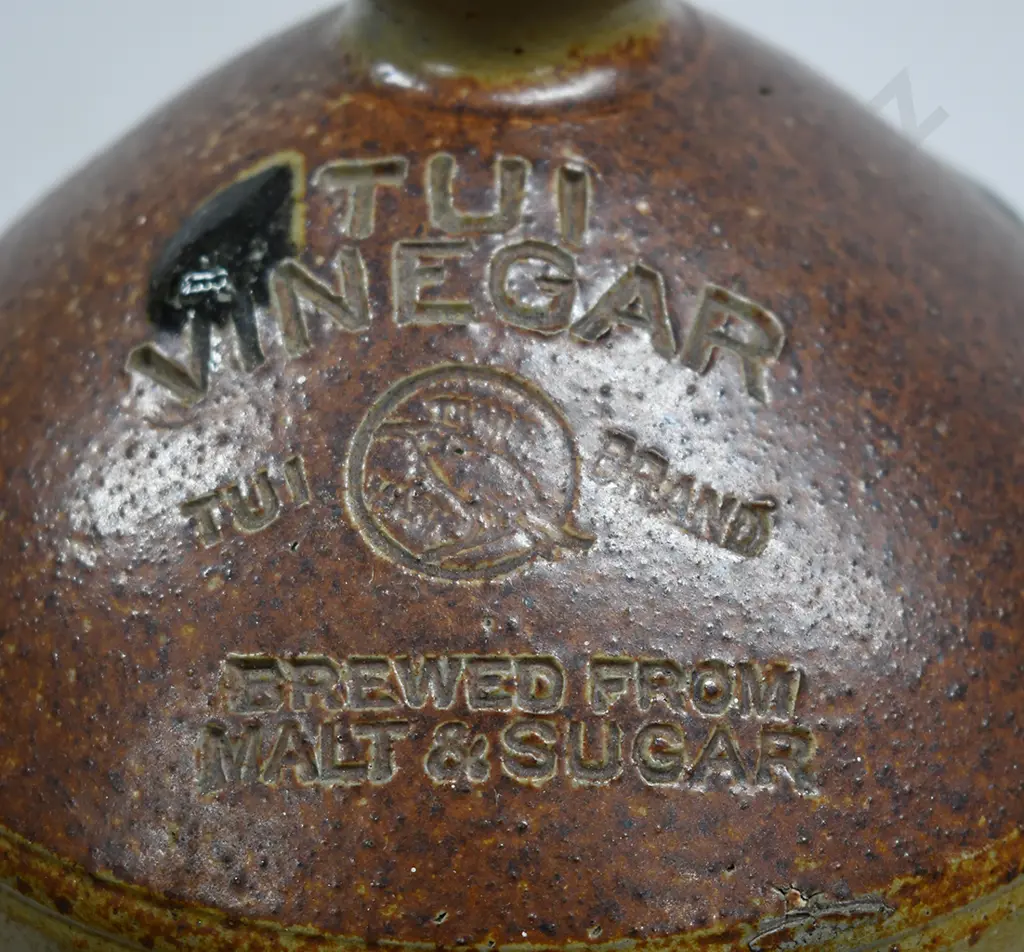 TUI
VINEGAR
TUI BRAND
BREWED FROM
MALT & SUGAR